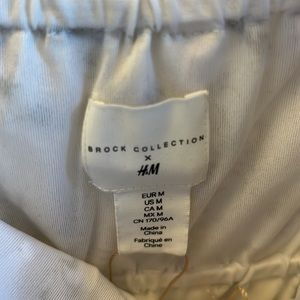 BROCK COLLECTION
X
H&M
EUR M
US M
CA M
MX M
CN 170/96A
Made in
China
Fabriqué en
Chine